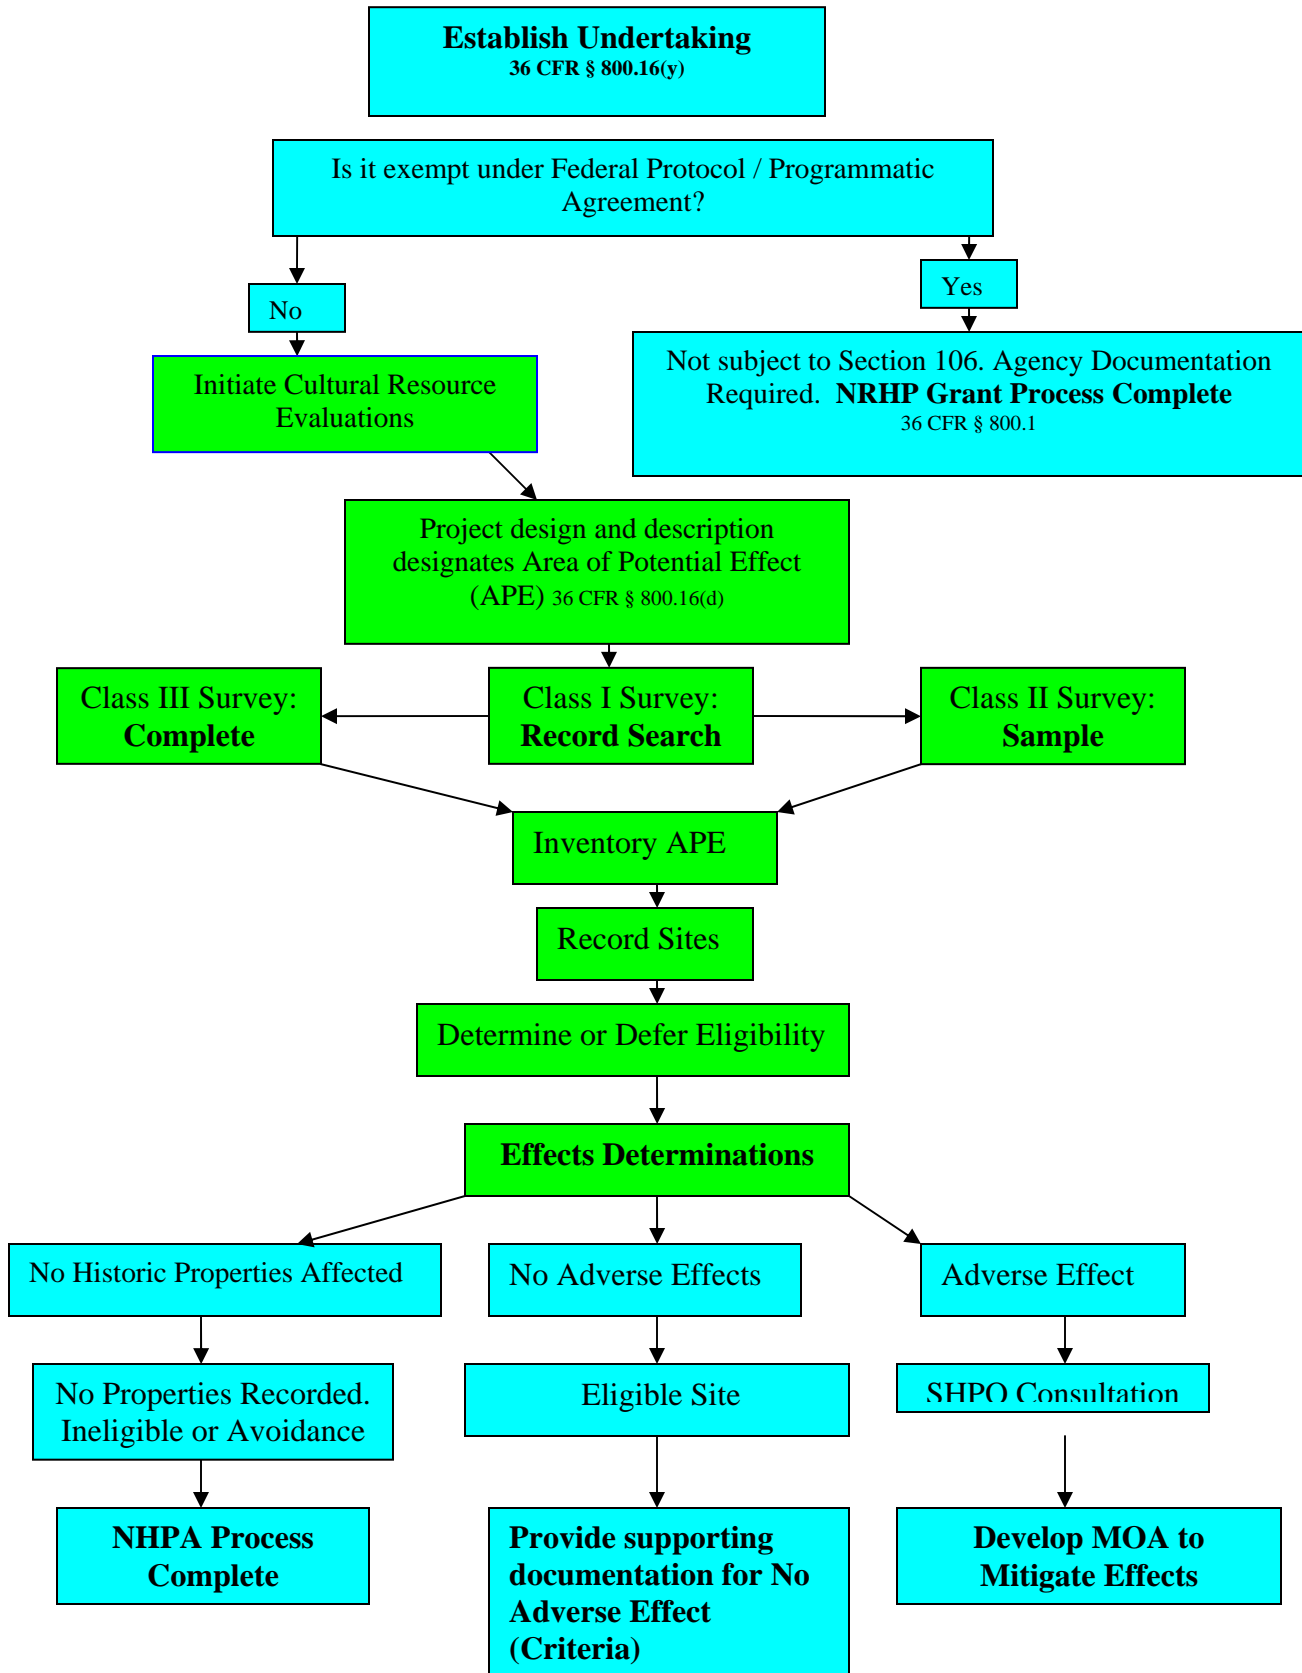 Establish Undertaking
36 CFR § 800.16(y)
Is it exempt under Federal Protocol / Programmatic
Agreement?
No
Yes
Initiate Cultural Resource
Evaluations
Not subject to Section 106. Agency Documentation
Required. NRHP Grant Process Complete
36 CFR § 800.1
Project design and description
designates Area of Potential Effect
(APE) 36 CFR § 800.16(d)
Class III Survey:
Complete
Class I Survey:
Record Search
Class II Survey:
Sample
Inventory APE
Record Sites
Determine or Defer Eligibility
Effects Determinations
No Historic Properties Affected
No Adverse Effects
Adverse Effect
No Properties Recorded.
Ineligible or Avoidance
Eligible Site
SHPO Consultation
NHPA Process
Complete
Provide supporting
documentation for No
Adverse Effect
(Criteria)
Develop MOA to
Mitigate Effects